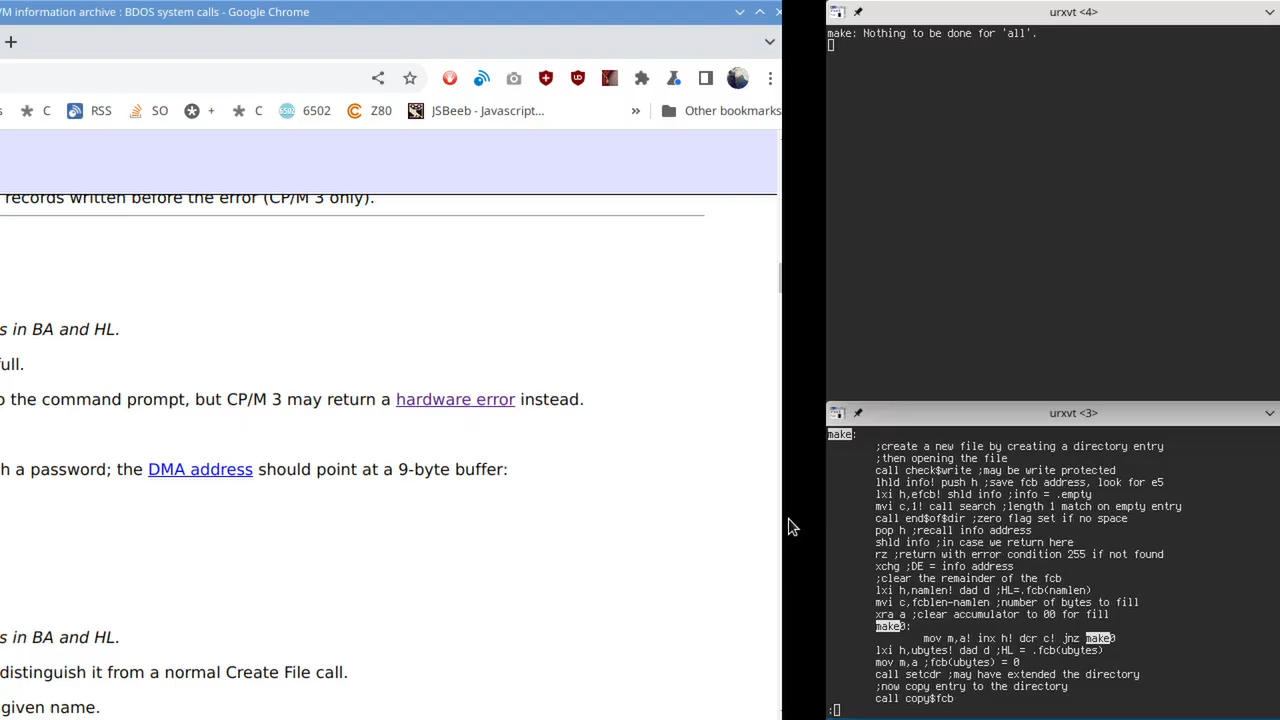 M information archive : BDOS system calls - Google Chrome
s
C
RSS
SO
+
C
6502
Z80
JSBeeb - Javascript...
»
Other bookmarks
records written before the error (CP/M 3 only).
s in BA and HL.
full.
o the command prompt, but CP/M 3 may return a hardware error instead.
h a password; the DMA address should point at a 9-byte buffer:
s in BA and HL.
distinguish it from a normal Create File call.
given name.
urxvt <4>
make: Nothing to be done for 'all'.
urxvt <3>
make:
;create a new file by creating a directory entry
;then opening the file
call check$write ;may be write protected
lhld info! push h ;save fcb address, look for e5
lxi h,efcb! shld info ;info = .empty
mvi c,1! call search ;length 1 match on empty entry
call end$of$dir ;zero flag set if no space
pop h ;recall info address
shld info ;in case we return here
rz ;return with error condition 255 if not found
xchg ;DE = info address
;clear the remainder of the fcb
lxi h,namlen! dad d ;HL=.fcb(namlen)
mvi c,fcblen-namlen ;number of bytes to fill
xra a ;clear accumulator to 00 for fill
make0:
mov m,a! inx h! dcr c! jnz make0
lxi h,ubytes! dad d ;HL = .fcb(ubytes)
mov m,a ;fcb(ubytes) = 0
call setcdr ;may have extended the directory
;now copy entry to the directory
call copy$fcb
: